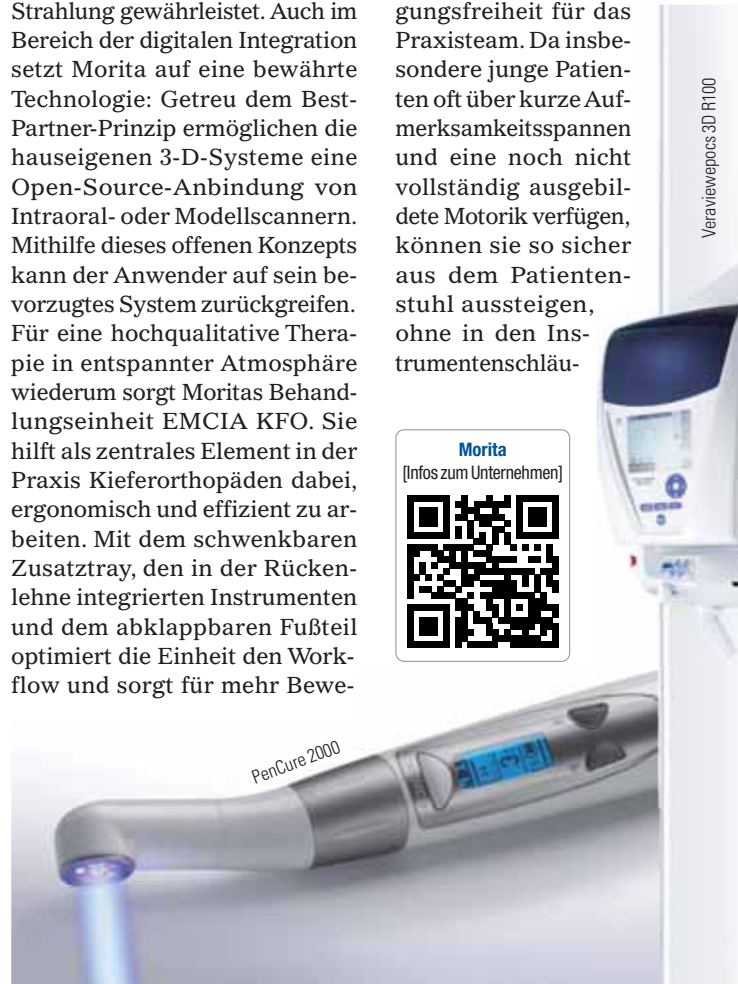 Strahlung gewährleistet. Auch im
Bereich der digitalen Integration
setzt Morita auf eine bewährte
Technologie: Getreu dem Best-
Partner-Prinzip ermöglichen die
hauseigenen 3-D-Systeme eine
Open-Source-Anbindung von
Intraoral- oder Modellscannern.
Mithilfe dieses offenen Konzepts
kann der Anwender auf sein be-
vorzugtes System zurückgreifen.
Für eine hochqualitative Thera-
pie in entspannter Atmosphäre
wiederum sorgt Moritas Behand-
lungseinheit EMCIA KFO. Sie
hilft als zentrales Element in der
Praxis Kieferorthopäden dabei,
ergonomisch und effizient zu ar-
beiten. Mit dem schwenkbaren
Zusatztray, den in der Rücken-
lehne integrierten Instrumenten
und dem abklappbaren Fußteil
optimiert die Einheit den Work-
flow und sorgt für mehr Bewe-
gungsfreiheit für das
Praxisteam. Da insbe-
sondere junge Patien-
ten oft über kurze Auf-
merksamkeitsspannen
und eine noch nicht
vollständig ausgebil-
dete Motorik verfügen,
können sie so sicher
aus dem Patienten-
stuhl aussteigen,
ohne in den Ins-
trumentenschläu-
Morita
[Infos zum Unternehmen]
Veraviewepocs 3D R100
PenCure 2000